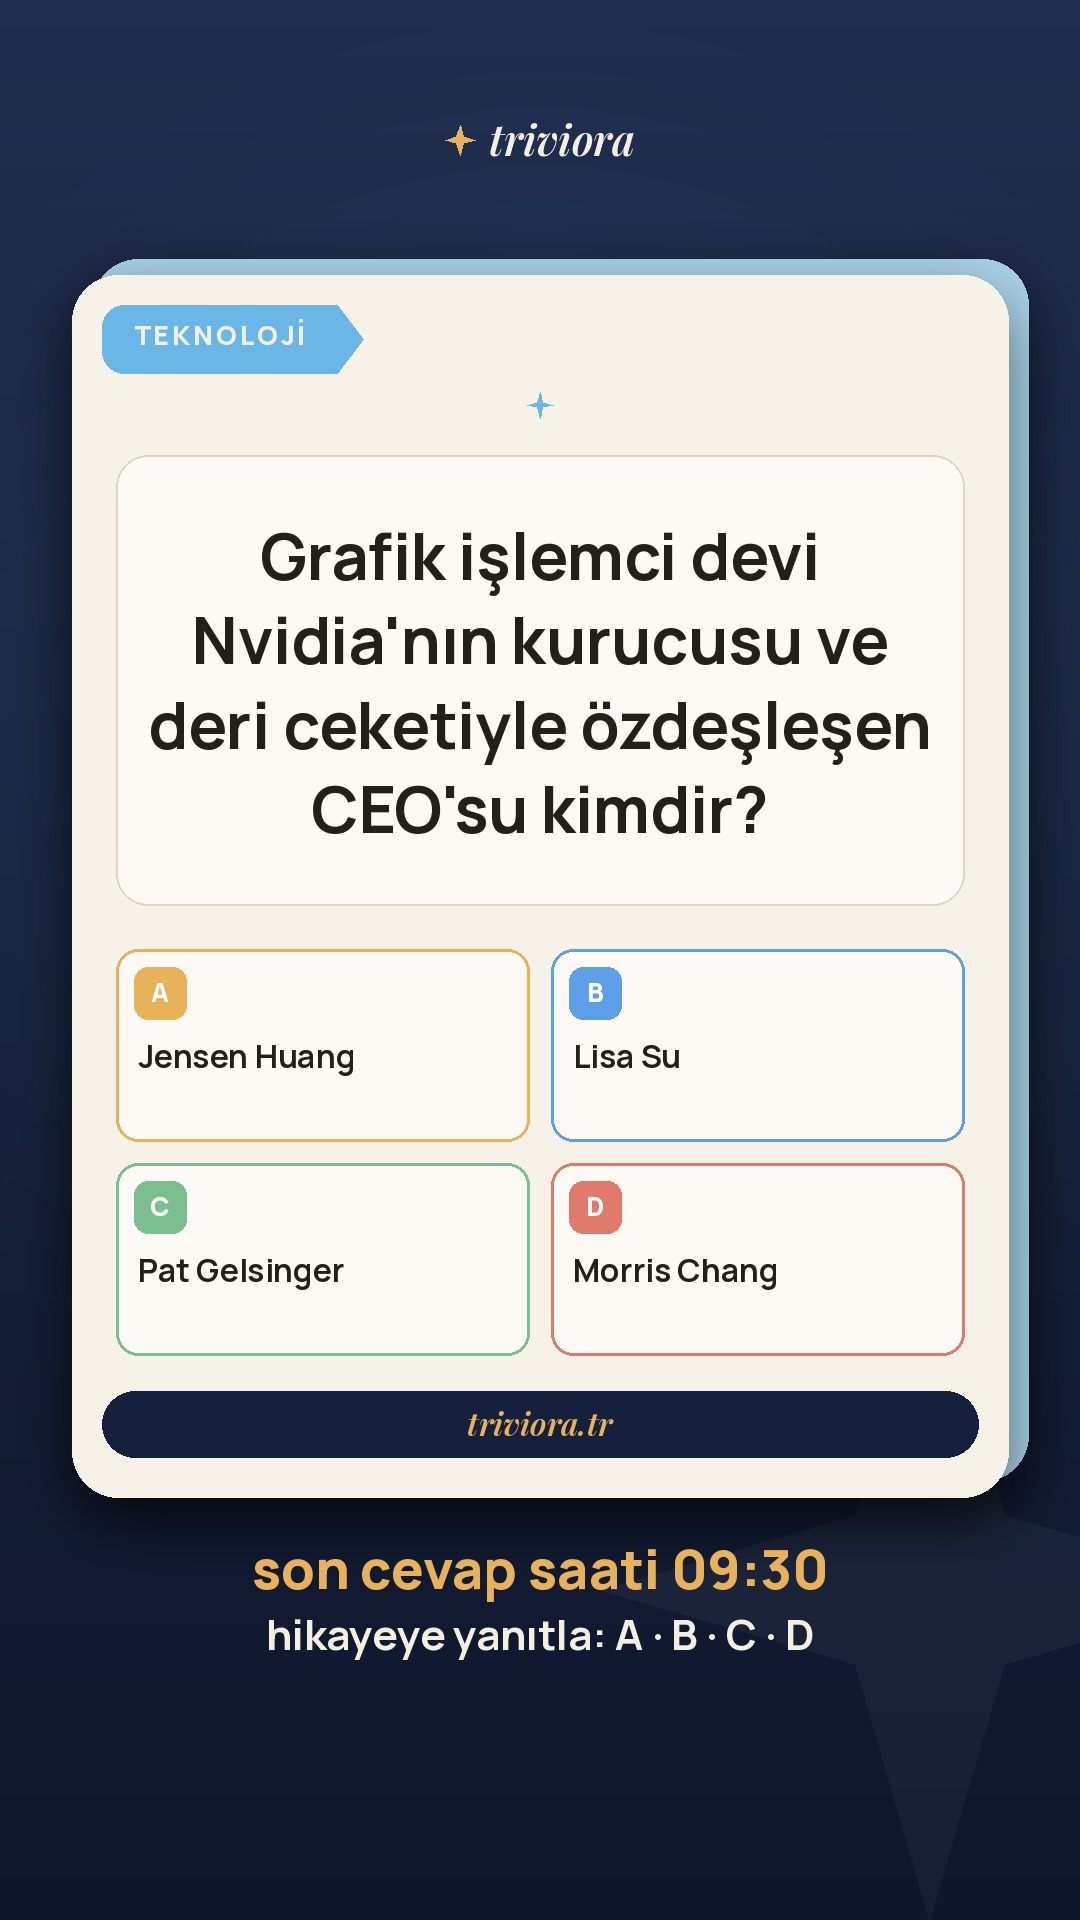 triviora
TEKNOLOJİ
Grafik işlemci devi
Nvidia'nın kurucusu ve
deri ceketiyle özdeşleşen
CEO'su kimdir?
A
Jensen Huang
B
Lisa Su
C
Pat Gelsinger
D
Morris Chang
triviora.tr
son cevap saati 09:30
hikayeye yanıtla: A · B · C · D